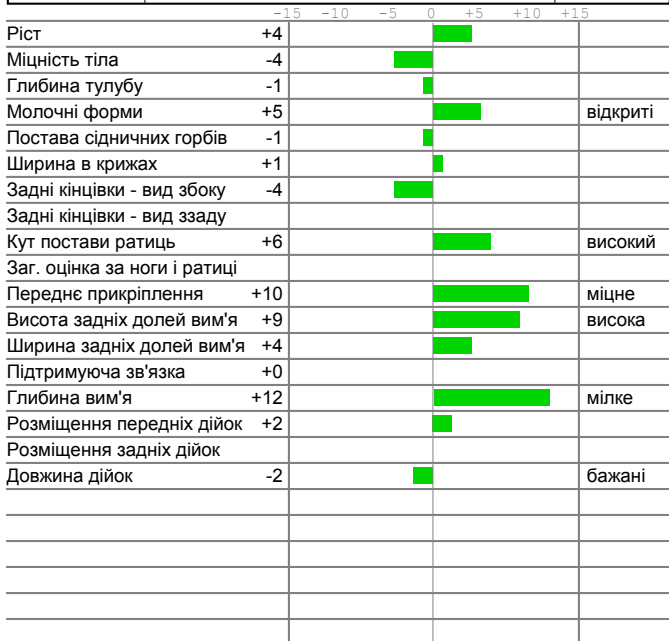 -15 -10 -5 0 +5 +10 +15
Ріст +4
Міцність тіла -4
Глибина тулубу -1
Молочні форми +5 відкриті
Постава сідничних горбів -1
Ширина в крижах +1
Задні кінцівки - вид збоку -4
Задні кінцівки - вид ззаду
Кут постави ратиць +6 високий
Заг. оцінка за ноги і ратиці
Переднє прикріплення +10 міцне
Висота задніх долей вим'я +9 висока
Ширина задніх долей вим'я +4
Підтримуюча зв'язка +0
Глибина вим'я +12 мілке
Розміщення передніх дійок +2
Розміщення задніх дійок
Довжина дійок -2 бажані